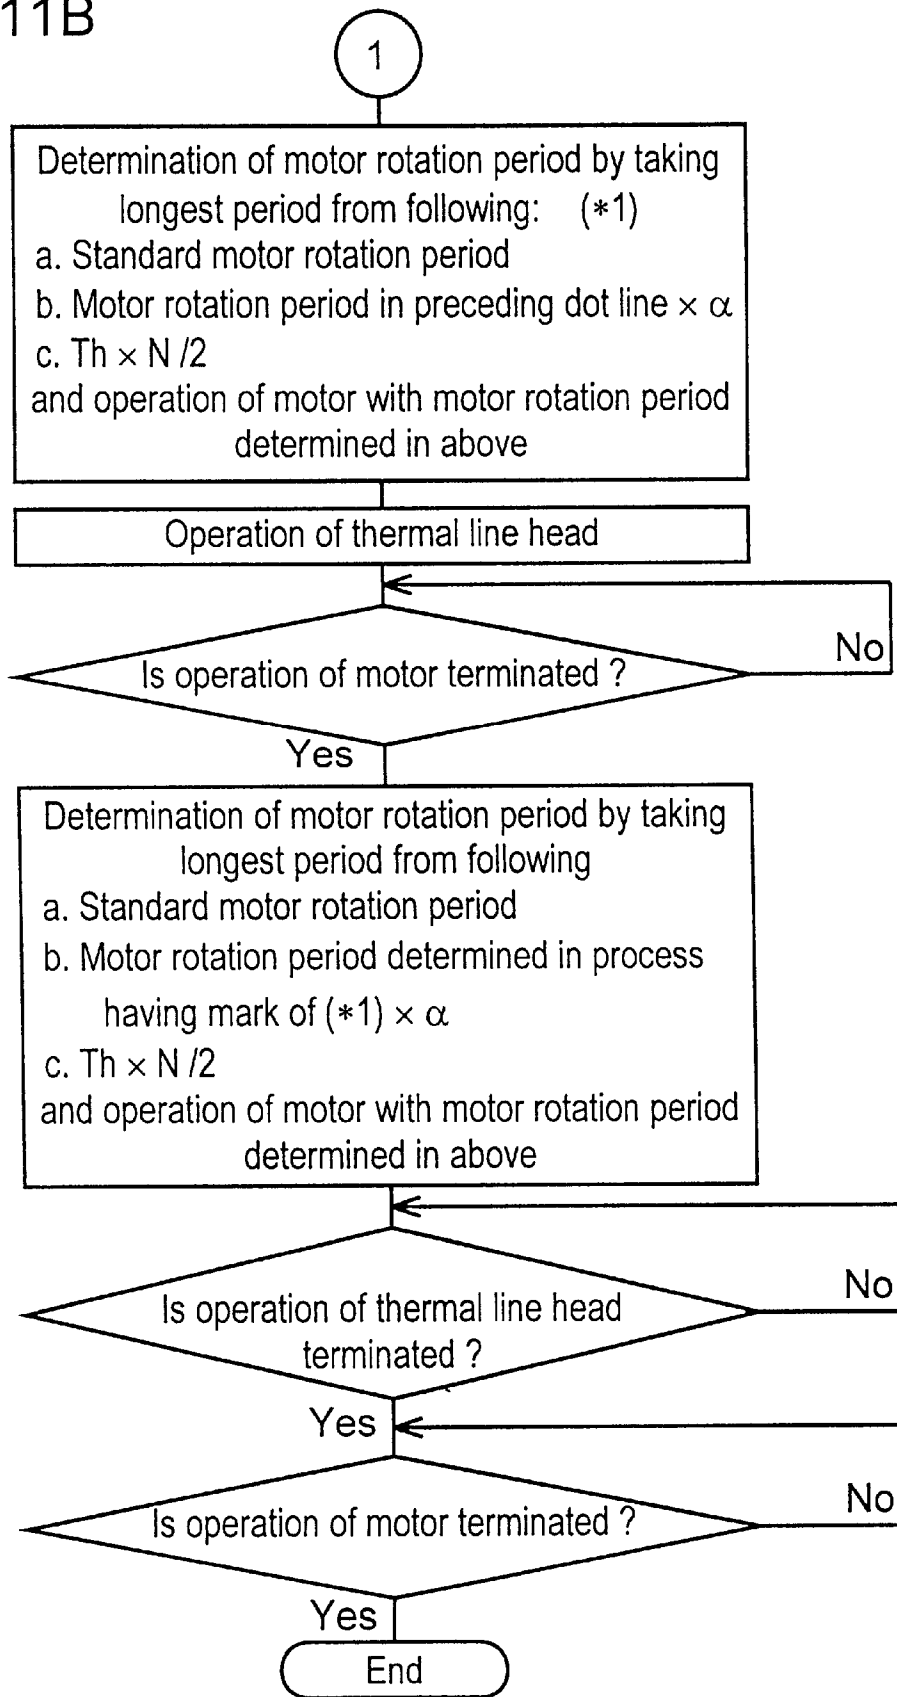 11B
1
Determination of motor rotation period by taking
longest period from following: (*1)
a. Standard motor rotation period
b. Motor rotation period in preceding dot line × α
c. Th × N /2
and operation of motor with motor rotation period
determined in above
Operation of thermal line head
No
Is operation of motor terminated ?
Yes
Determination of motor rotation period by taking
longest period from following
a. Standard motor rotation period
b. Motor rotation period determined in process
having mark of (*1) × α
c. Th × N /2
and operation of motor with motor rotation period
determined in above
No
Is operation of thermal line head
terminated ?
Yes
No
Is operation of motor terminated ?
Yes
End